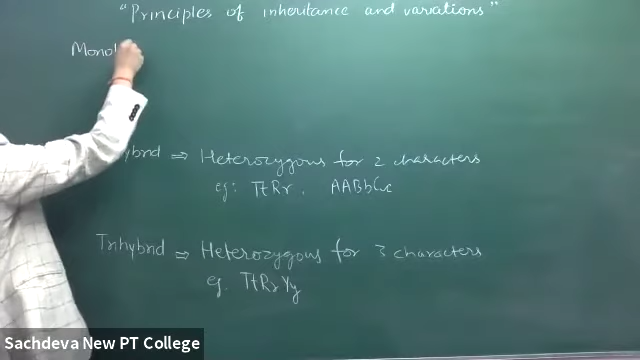 "Principles of inheritance and variations"
Mono
hybrid ⇒ Heterozygous for 2 characters
eg: TtRr, AABbCc
Trihybrid ⇒ Heterozygous for 3 characters
eg. TtRrYy
Sachdeva New PT College